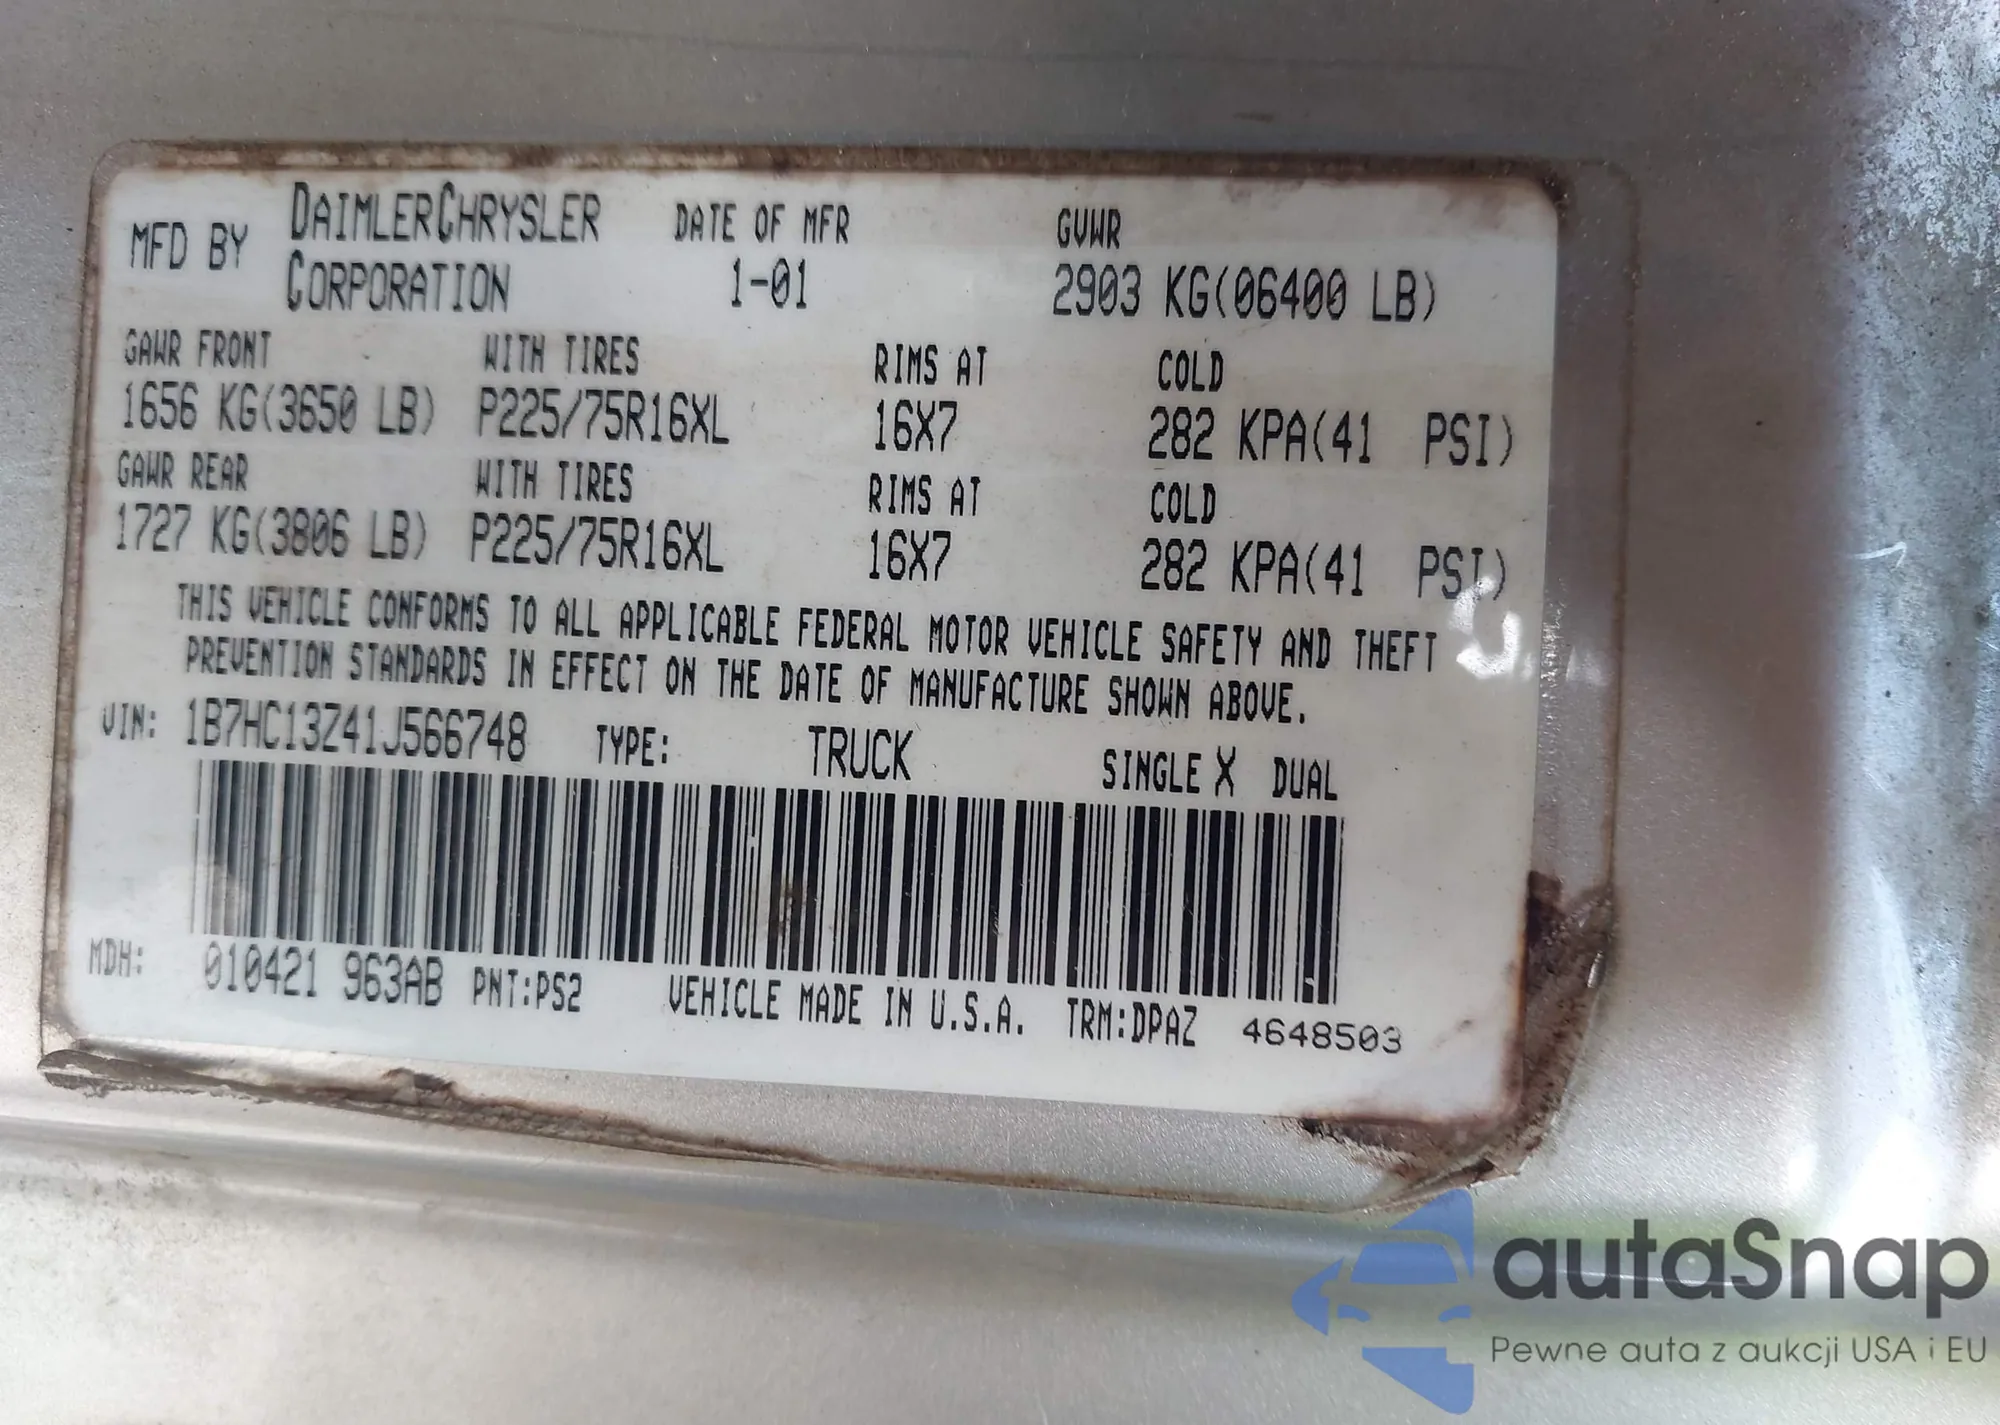 MFD BY DAIMLERCHRYSLER CORPORATION DATE OF MFR 1-01 GVWR 2903 KG(06400 LB)
GAWR FRONT WITH TIRES RIMS AT COLD
1656 KG(3650 LB) P225/75R16XL 16X7 282 KPA(41 PSI)
GAWR REAR WITH TIRES RIMS AT COLD
1727 KG(3806 LB) P225/75R16XL 16X7 282 KPA(41 PSI)
THIS VEHICLE CONFORMS TO ALL APPLICABLE FEDERAL MOTOR VEHICLE SAFETY AND THEFT
PREVENTION STANDARDS IN EFFECT ON THE DATE OF MANUFACTURE SHOWN ABOVE.
VIN: 1B7HC13Z41J566748 TYPE: TRUCK SINGLE X DUAL
MDH: 010421 963AB PNT:PS2 VEHICLE MADE IN U.S.A. TRM:DPAZ 4648503
autaSnap
Pewne auta z aukcji USA i EU